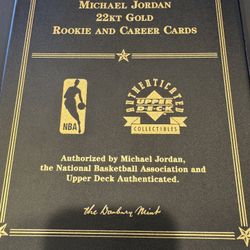 MICHAEL JORDAN
22KT GOLD
ROOKIE AND CAREER CARDS
NBA
AUTHENTICATED
UPPER DECK
COLLECTIBLES
Authorized by Michael Jordan,
the National Basketball Association and
Upper Deck Authenticated.
the Danbury Mint